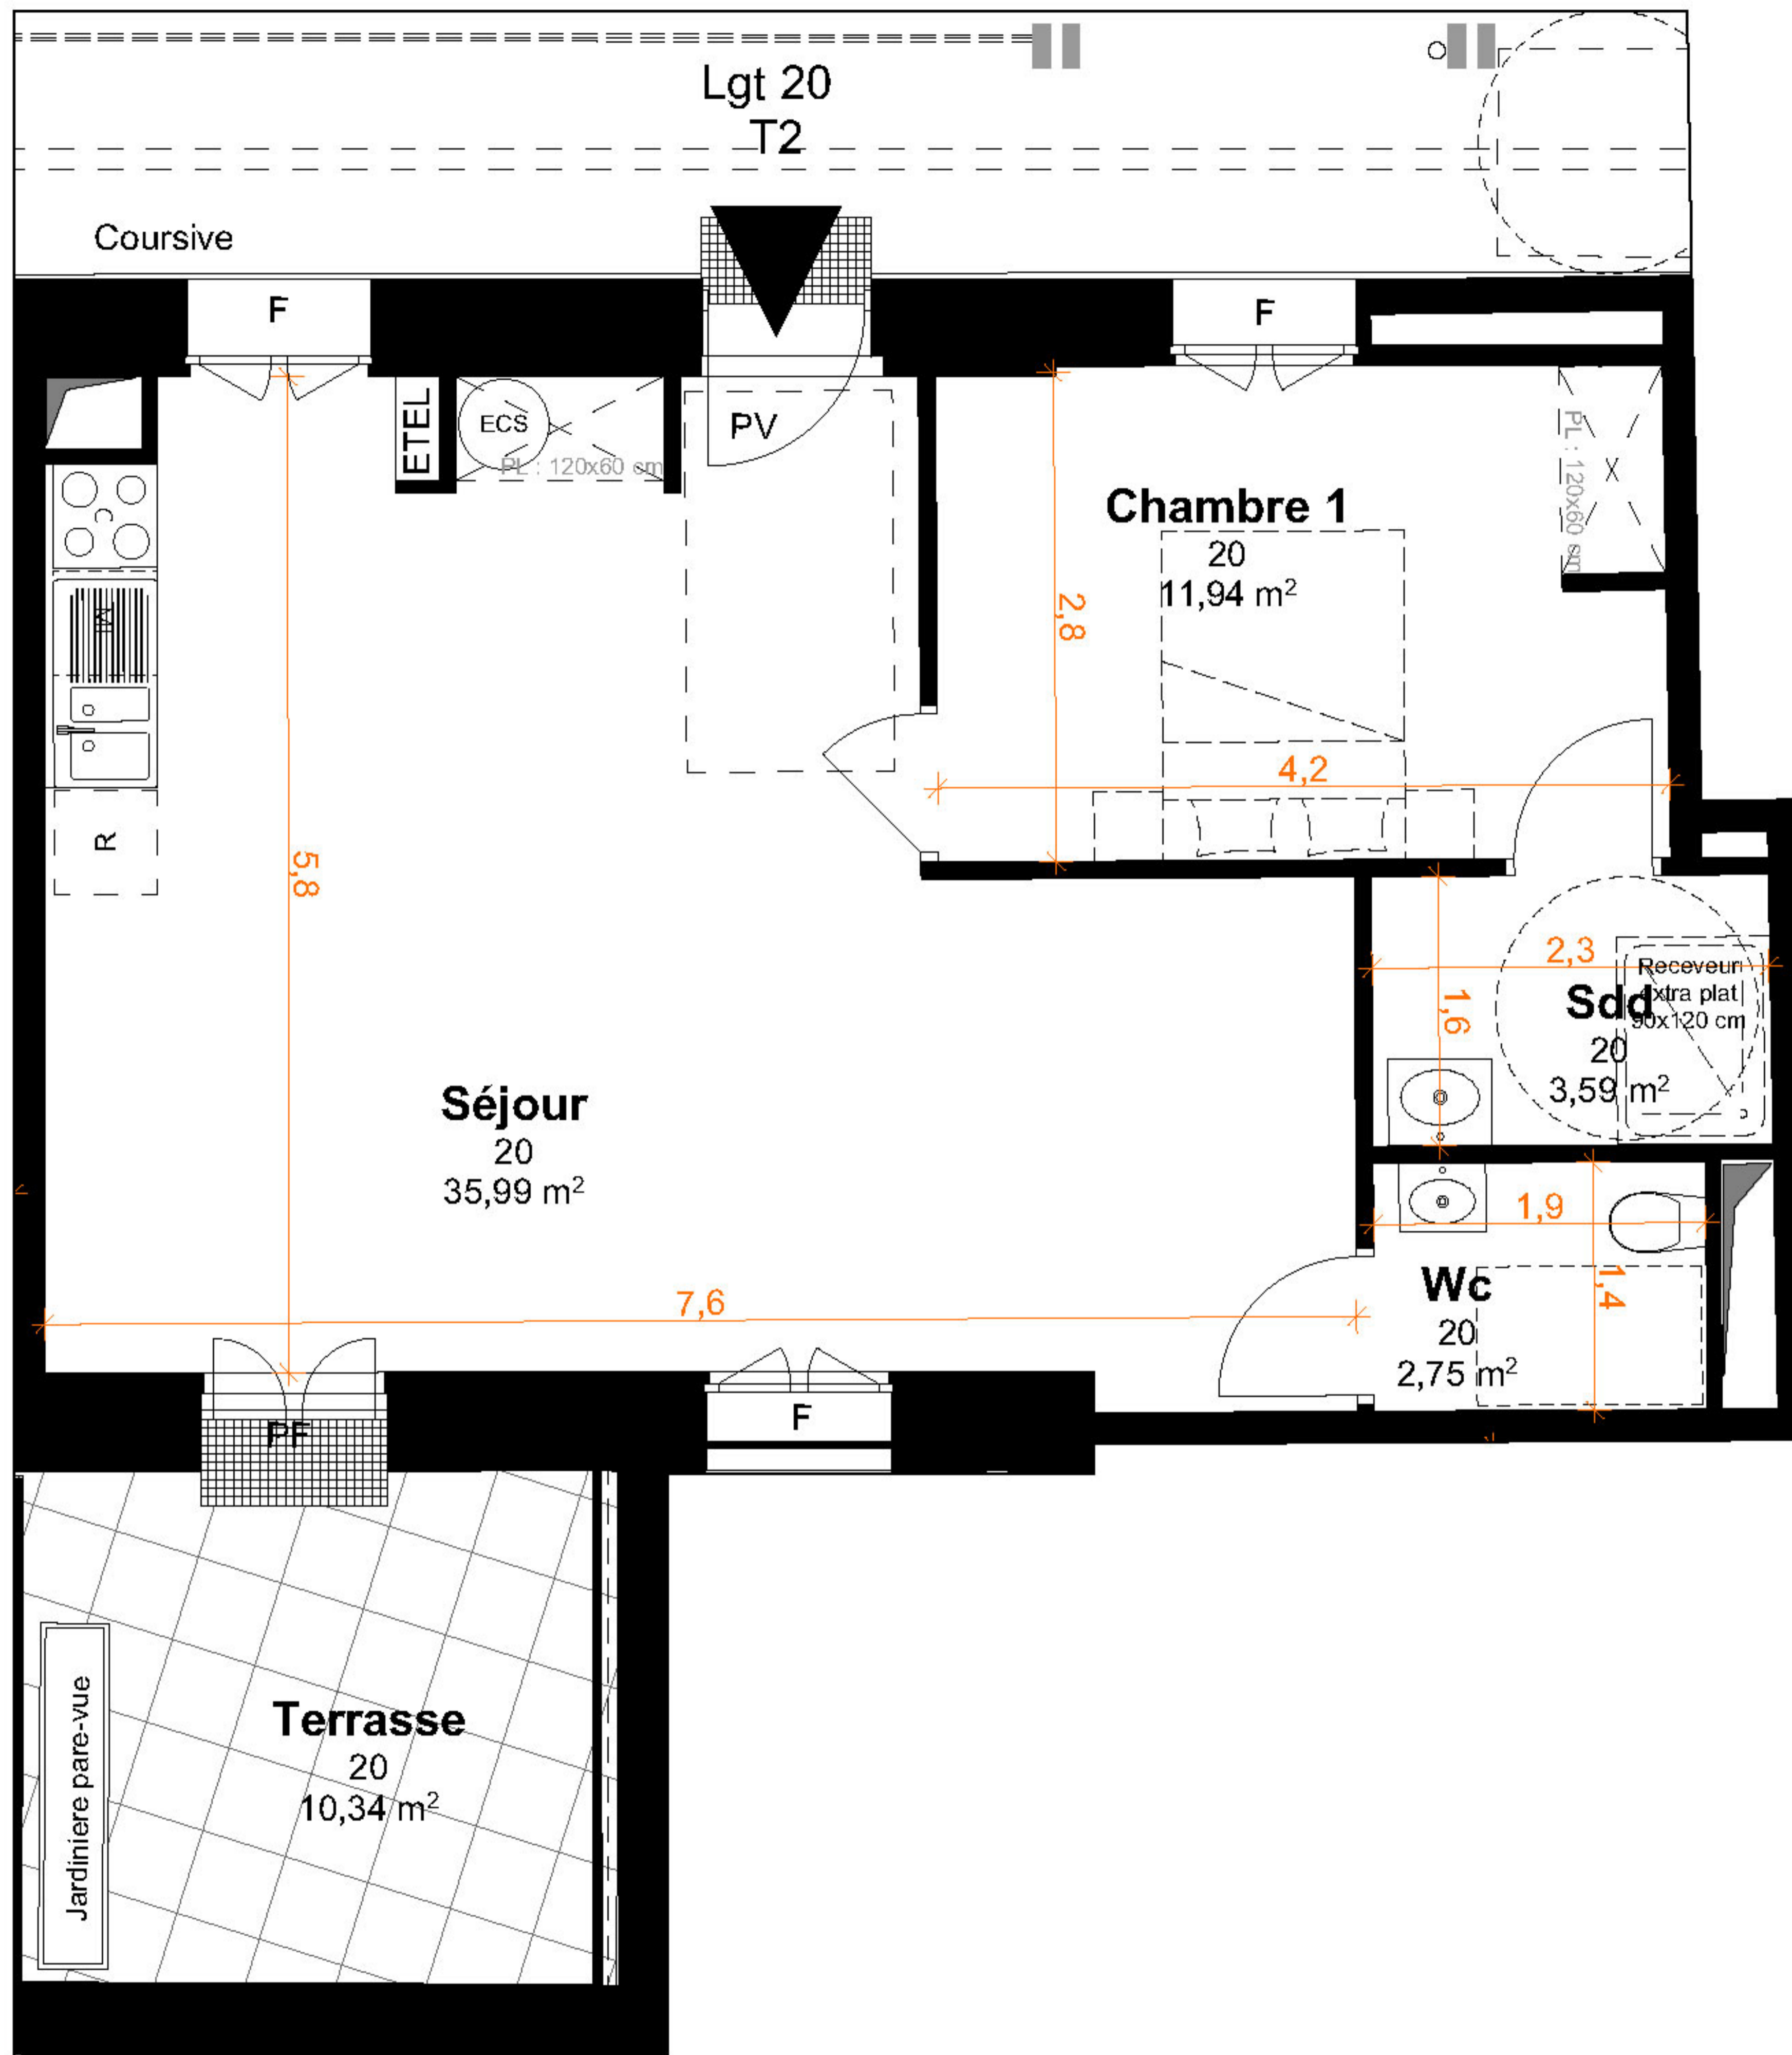 Lgt 20
T2
Coursive
F
F
ETEL
ECS
PL : 120x60 cm
PV
PL : 120x60 cm
Chambre 1
20
11,94 m²
2,8
4,2
C
R
5,8
2,3
Receveur
extra plat
90x120 cm
Sdd
20
3,59 m²
1,6
Séjour
20
35,99 m²
1,9
Wc
20
2,75 m²
1,4
7,6
PF
F
Terrasse
20
10,34 m²
Jardiniere pare-vue